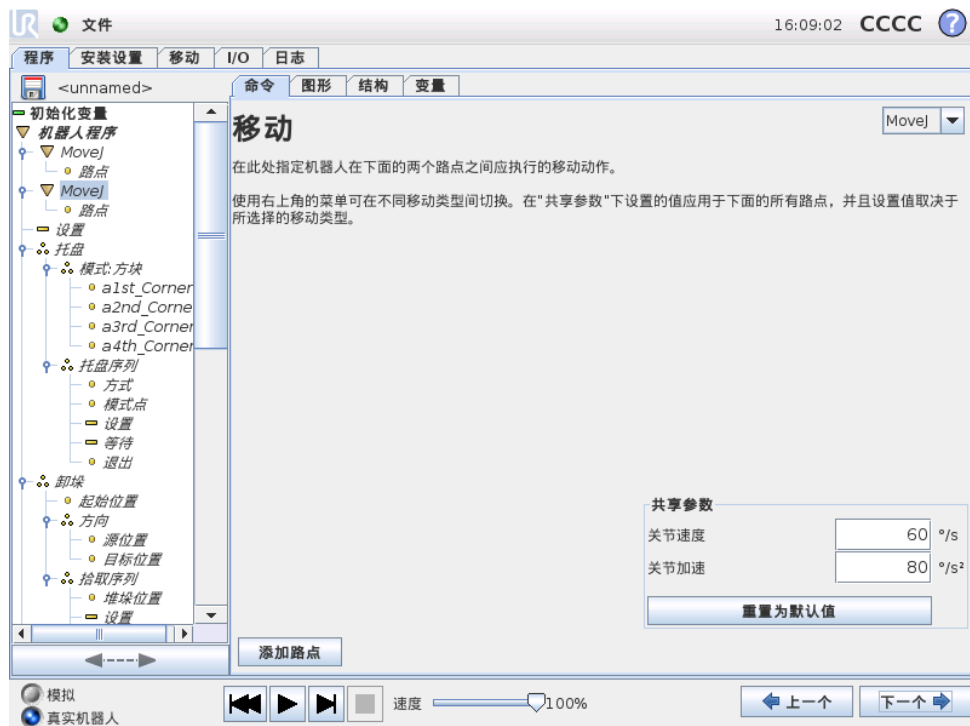 UR 文件 16:09:02 CCCC ?
程序 安装设置 移动 I/O 日志
<unnamed>
命令 图形 结构 变量
初始化变量
机器人程序
MoveJ
路点
MoveJ
路点
设置
托盘
模式:方块
a1st_Corner
a2nd_Corne
a3rd_Corner
a4th_Corner
托盘序列
方式
模式点
设置
等待
退出
卸垛
起始位置
方向
源位置
目标位置
拾取序列
堆垛位置
设置
移动
MoveJ
在此处指定机器人在下面的两个路点之间应执行的移动动作。
使用右上角的菜单可在不同移动类型间切换。在"共享参数"下设置的值应用于下面的所有路点，并且设置值取决于
所选择的移动类型。
共享参数
关节速度 60 °/s
关节加速 80 °/s²
重置为默认值
添加路点
模拟
真实机器人
速度 100%
上一个 下一个